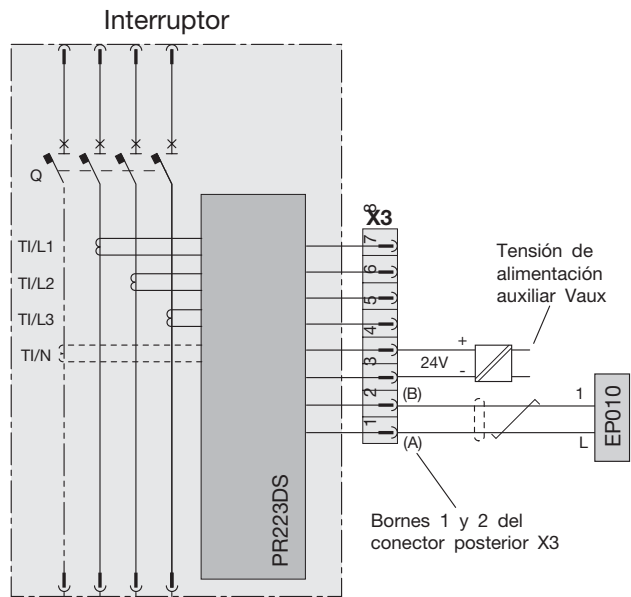 Interruptor
Q
TI/L1
TI/L2
TI/L3
TI/N
PR223DS
X3
8
7
6
5
4
3
2
1
+
24V
-
(B)
(A)
Tensión de
alimentación
auxiliar Vaux
1
L
EP010
Bornes 1 y 2 del
conector posterior X3